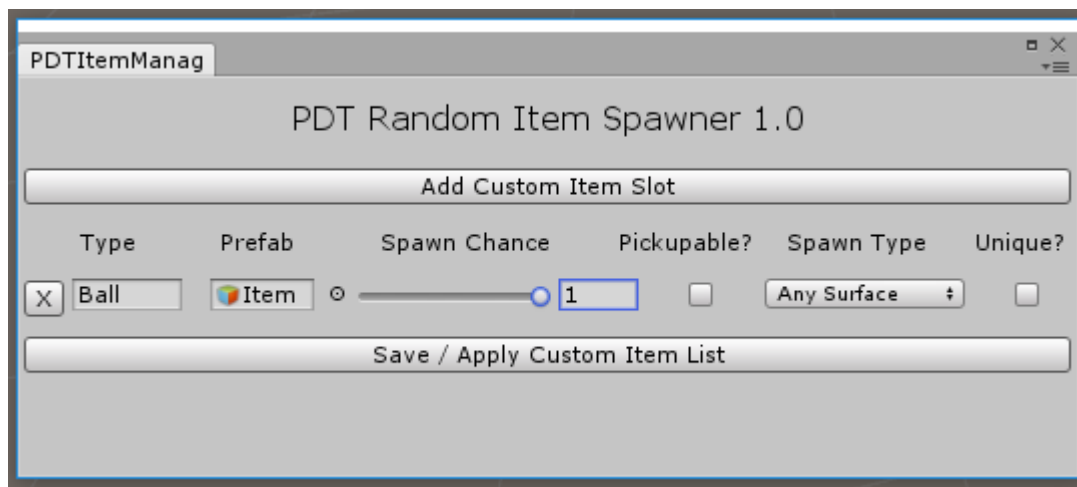 PDTItemManag
PDT Random Item Spawner 1.0
Add Custom Item Slot
Type Prefab Spawn Chance Pickupable? Spawn Type Unique?
X Ball Item 1 Any Surface
Save / Apply Custom Item List